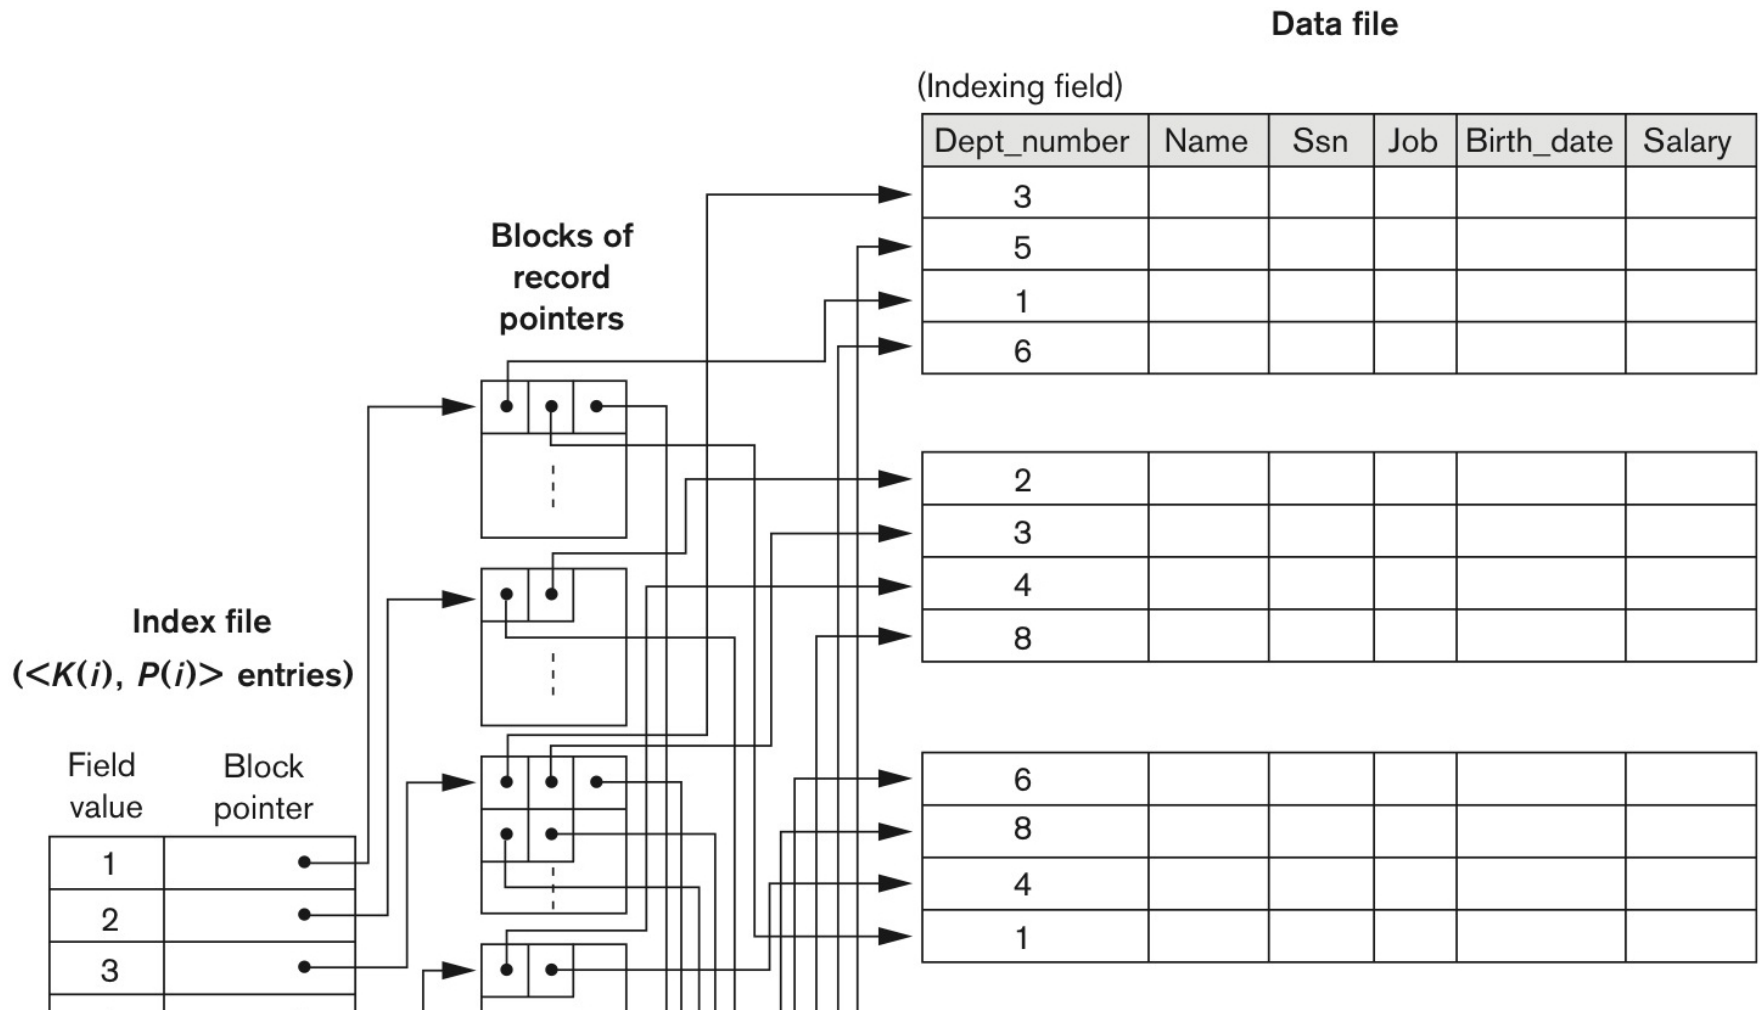 Data file
(Indexing field)
Dept_number Name Ssn Job Birth_date Salary
3
5
1
6
Blocks of
record
pointers
2
3
4
8
Index file
(<K(i), P(i)> entries)
Field
value
Block
pointer
1
2
3
6
8
4
1